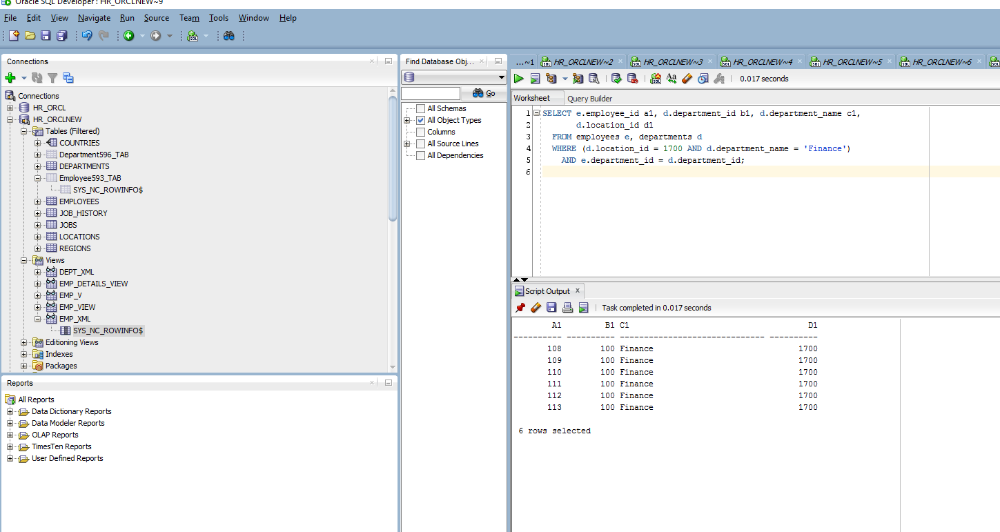 Oracle SQL Developer : HR_ORCLNEW~9
File Edit View Navigate Run Source Team Tools Window Help
Connections
Connections
HR_ORCL
HR_ORCLNEW
Tables (Filtered)
COUNTRIES
Department596_TAB
DEPARTMENTS
Employee593_TAB
SYS_NC_ROWINFO$
EMPLOYEES
JOB_HISTORY
JOBS
LOCATIONS
REGIONS
Views
DEPT_XML
EMP_DETAILS_VIEW
EMP_V
EMP_VIEW
EMP_XML
SYS_NC_ROWINFO$
Editioning Views
Indexes
Packages
Reports
All Reports
Data Dictionary Reports
Data Modeler Reports
OLAP Reports
TimesTen Reports
User Defined Reports
Find Database Obj...
Go
All Schemas
All Object Types
Columns
All Source Lines
All Dependencies
...~1 HR_ORCLNEW~2 HR_ORCLNEW~3 HR_ORCLNEW~4 HR_ORCLNEW~5 HR_ORCLNEW~6
0.017 seconds
Worksheet Query Builder
1 SELECT e.employee_id a1, d.department_id b1, d.department_name c1,
2 d.location_id d1
3 FROM employees e, departments d
4 WHERE (d.location_id = 1700 AND d.department_name = 'Finance')
5 AND e.department_id = d.department_id;
6
Script Output x
Task completed in 0.017 seconds
A1 B1 C1 D1
---------- ---------- ------------------------------ ----------
108 100 Finance 1700
109 100 Finance 1700
110 100 Finance 1700
111 100 Finance 1700
112 100 Finance 1700
113 100 Finance 1700
6 rows selected